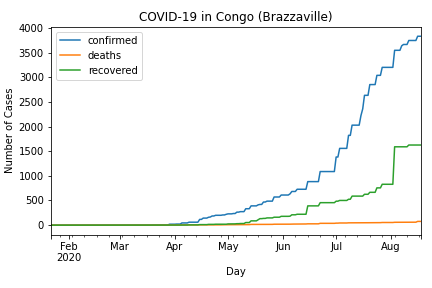 COVID-19 in Congo (Brazzaville)
confirmed
deaths
recovered
4000
3500
3000
2500
2000
1500
1000
500
0
Number of Cases
Feb Mar Apr May Jun Jul Aug
2020
Day